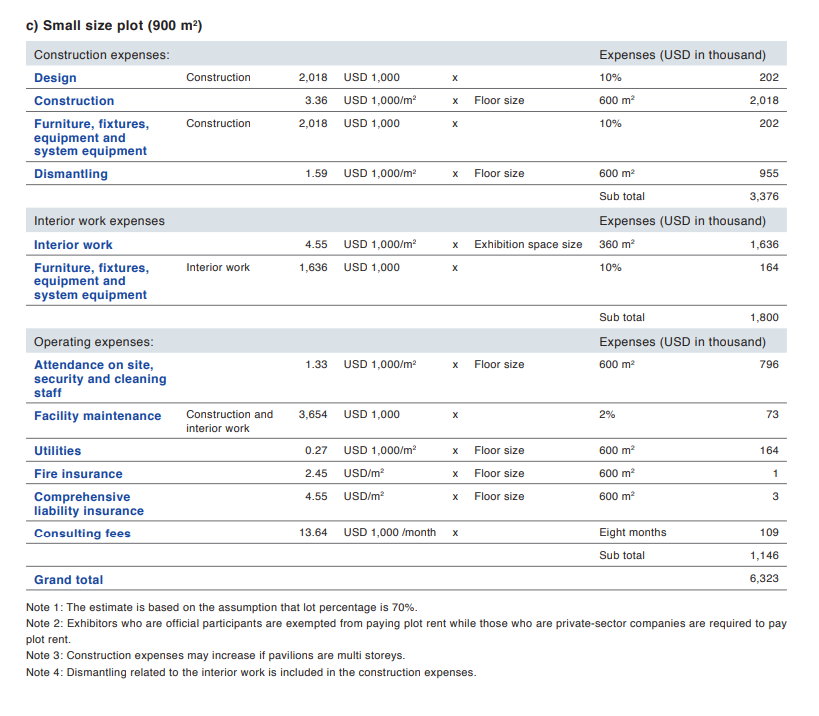 c) Small size plot (900 m²)
Construction expenses: Expenses (USD in thousand)
Design Construction 2,018 USD 1,000 x 10% 202
Construction 3.36 USD 1,000/m² x Floor size 600 m² 2,018
Furniture, fixtures, Construction 2,018 USD 1,000 x 10% 202
equipment and
system equipment
Dismantling 1.59 USD 1,000/m² x Floor size 600 m² 955
Sub total 3,376
Interior work expenses Expenses (USD in thousand)
Interior work 4.55 USD 1,000/m² x Exhibition space size 360 m² 1,636
Furniture, fixtures, Interior work 1,636 USD 1,000 x 10% 164
equipment and
system equipment
Sub total 1,800
Operating expenses: Expenses (USD in thousand)
Attendance on site, 1.33 USD 1,000/m² x Floor size 600 m² 796
security and cleaning
staff
Facility maintenance Construction and 3,654 USD 1,000 x 2% 73
interior work
Utilities 0.27 USD 1,000/m² x Floor size 600 m² 164
Fire insurance 2.45 USD/m² x Floor size 600 m² 1
Comprehensive 4.55 USD/m² x Floor size 600 m² 3
liability insurance
Consulting fees 13.64 USD 1,000 /month x Eight months 109
Sub total 1,146
Grand total 6,323
Note 1: The estimate is based on the assumption that lot percentage is 70%.
Note 2: Exhibitors who are official participants are exempted from paying plot rent while those who are private-sector companies are required to pay
plot rent.
Note 3: Construction expenses may increase if pavilions are multi storeys.
Note 4: Dismantling related to the interior work is included in the construction expenses.